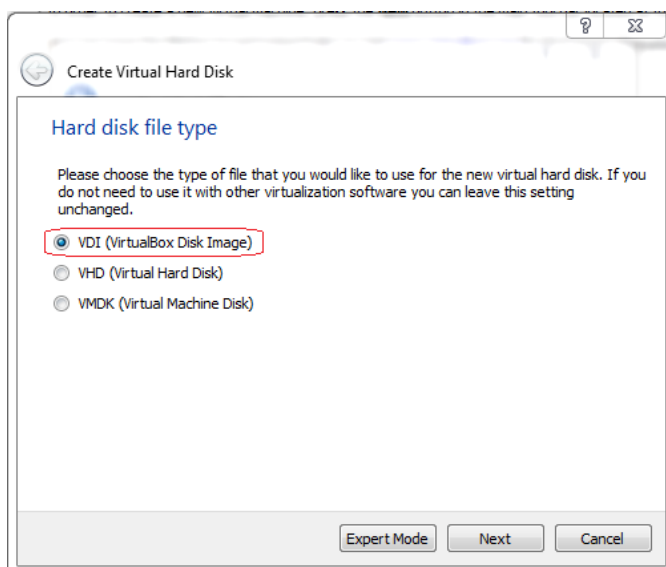 Create Virtual Hard Disk
Hard disk file type
Please choose the type of file that you would like to use for the new virtual hard disk. If you
do not need to use it with other virtualization software you can leave this setting
unchanged.
VDI (VirtualBox Disk Image)
VHD (Virtual Hard Disk)
VMDK (Virtual Machine Disk)
Expert Mode Next Cancel